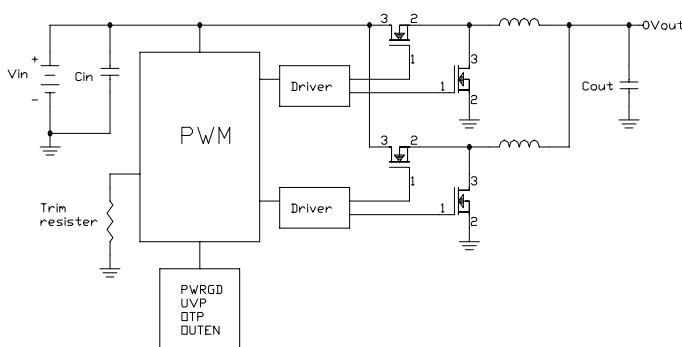 3 2
0Vout
+
Vin
-
Cin
1
Driver
3
1
2
Cout
PWM
3 2
1
3
Driver
1
2
Trim
resister
PWRGD
UVP
OTP
OUTEN